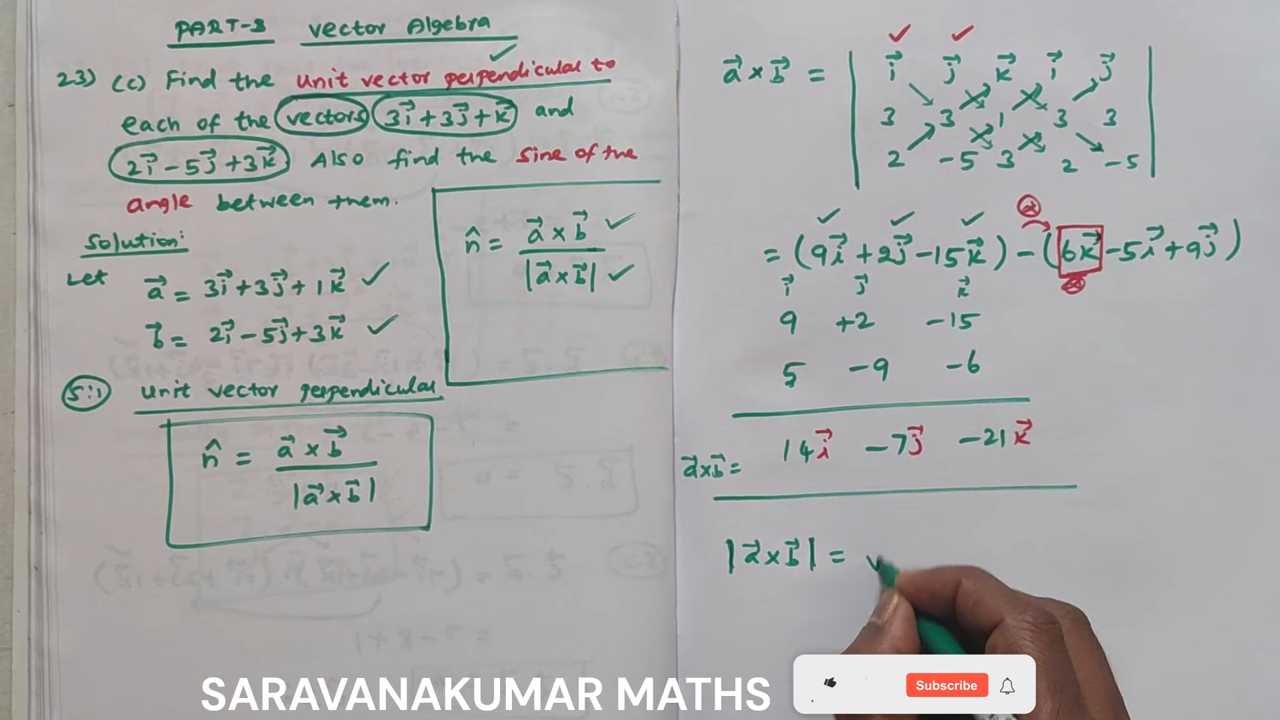 PART-3 vector Algebra
23) (c) Find the unit vector perpendicular to
each of the vectors 3i⃗+3j⃗+k⃗ and
2i⃗-5j⃗+3k⃗ Also find the sine of the
angle between them.
Solution:
Let a⃗ = 3i⃗+3j⃗+1k⃗ ✓
b⃗ = 2i⃗-5j⃗+3k⃗ ✓
n̂ = a⃗ × b⃗ ✓
|a⃗×b⃗| ✓
S:1 unit vector perpendicular
n̂ = a⃗ × b⃗
|a⃗×b⃗|
a⃗×b⃗ = | i⃗ j⃗ k⃗ i⃗ j⃗ |
3 3 1 3 3
2 -5 3 2 -5
= (9i⃗+2j⃗-15k⃗) - (6k⃗-5i⃗+9j⃗)
i⃗ j⃗ k⃗
9 +2 -15
5 -9 -6
a⃗×b⃗ = 14i⃗ -7j⃗ -21k⃗
|a⃗×b⃗| =
SARAVANAKUMAR MATHS
Subscribe